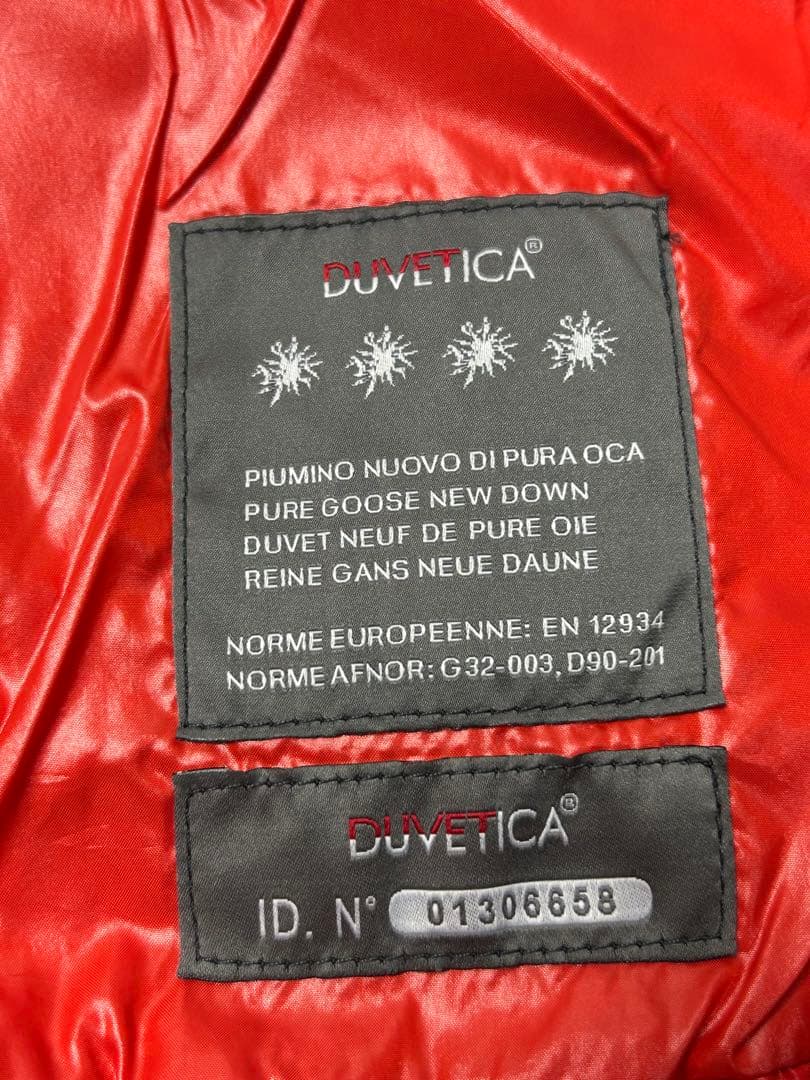 DUVETICA®
PIUMINO NUOVO DI PURA OCA
PURE GOOSE NEW DOWN
DUVET NEUF DE PURE OIE
REINE GANS NEUE DAUNE
NORME EUROPEENNE: EN 12934
NORME AFNOR: G32-003, D90-201
DUVETICA®
ID. N° 01306658